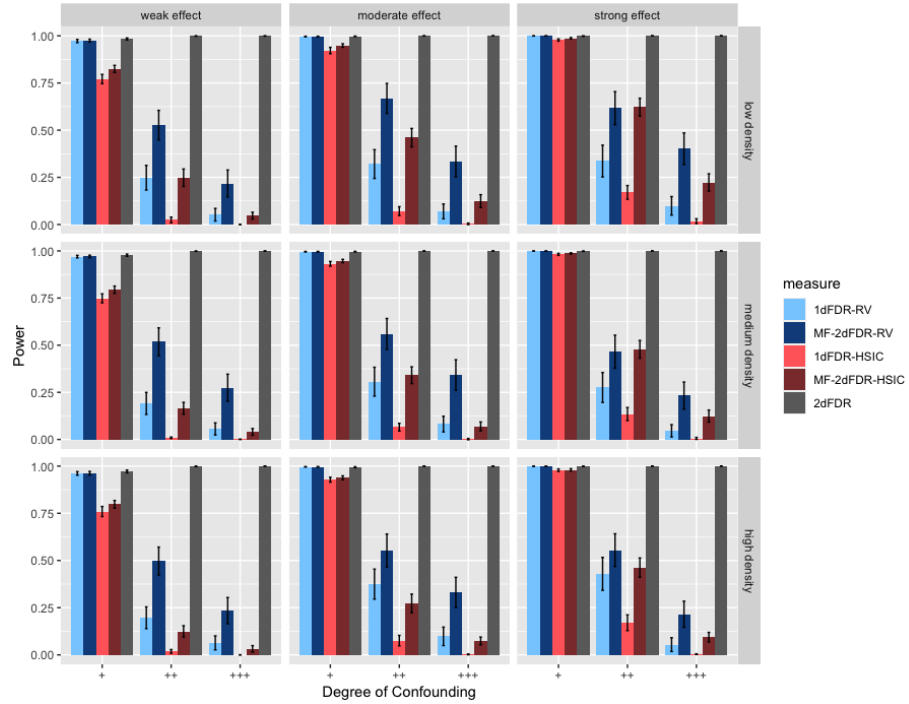 weak effect
moderate effect
strong effect
1.00
0.75
0.50
0.25
0.00
low density
1.00
0.75
0.50
0.25
0.00
medium density
1.00
0.75
0.50
0.25
0.00
high density
Power
+
++
+++
+
++
+++
+
++
+++
Degree of Confounding
measure
1dFDR-RV
MF-2dFDR-RV
1dFDR-HSIC
MF-2dFDR-HSIC
2dFDR